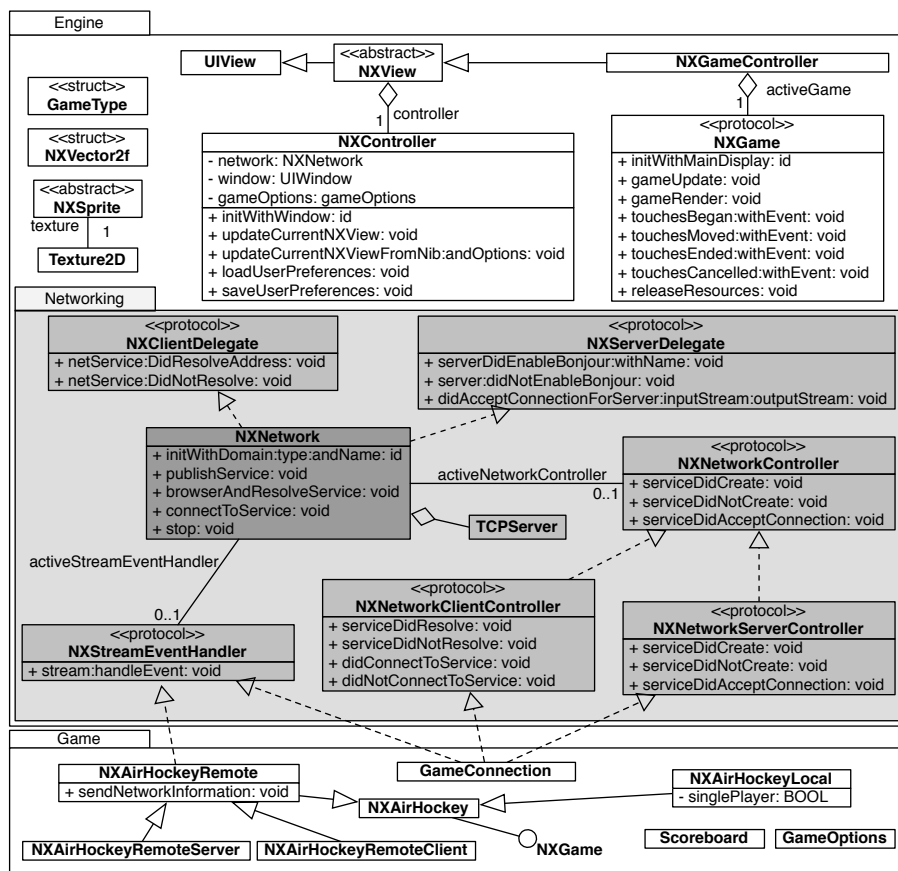 Engine
UIView
<<abstract>>
NXView
NXGameController
<<struct>>
GameType
controller
1
activeGame
1
<<struct>>
NXVector2f
<<abstract>>
NXSprite
texture
1
Texture2D
NXController
- network: NXNetwork
- window: UIWindow
- gameOptions: gameOptions
+ initWithWindow: id
+ updateCurrentNXView: void
+ updateCurrentNXViewFromNib:andOptions: void
+ loadUserPreferences: void
+ saveUserPreferences: void
<<protocol>>
NXGame
+ initWithMainDisplay: id
+ gameUpdate: void
+ gameRender: void
+ touchesBegan:withEvent: void
+ touchesMoved:withEvent: void
+ touchesEnded:withEvent: void
+ touchesCancelled:withEvent: void
+ releaseResources: void
Networking
<<protocol>>
NXClientDelegate
+ netService:DidResolveAddress: void
+ netService:DidNotResolve: void
<<protocol>>
NXServerDelegate
+ serverDidEnableBonjour:withName: void
+ server:didNotEnableBonjour: void
+ didAcceptConnectionForServer:inputStream:outputStream: void
NXNetwork
+ initWithDomain:type:andName: id
+ publishService: void
+ browserAndResolveService: void
+ connectToService: void
+ stop: void
activeNetworkController
0..1
TCPServer
<<protocol>>
NXNetworkController
+ serviceDidCreate: void
+ serviceDidNotCreate: void
+ serviceDidAcceptConnection: void
activeStreamEventHandler
0..1
<<protocol>>
NXStreamEventHandler
+ stream:handleEvent: void
<<protocol>>
NXNetworkClientController
+ serviceDidResolve: void
+ serviceDidNotResolve: void
+ didConnectToService: void
+ didNotConnectToService: void
<<protocol>>
NXNetworkServerController
+ serviceDidCreate: void
+ serviceDidNotCreate: void
+ serviceDidAcceptConnection: void
Game
NXAirHockeyRemote
+ sendNetworkInformation: void
GameConnection
NXAirHockeyLocal
- singlePlayer: BOOL
NXAirHockey
NXAirHockeyRemoteServer
NXAirHockeyRemoteClient
NXGame
Scoreboard
GameOptions